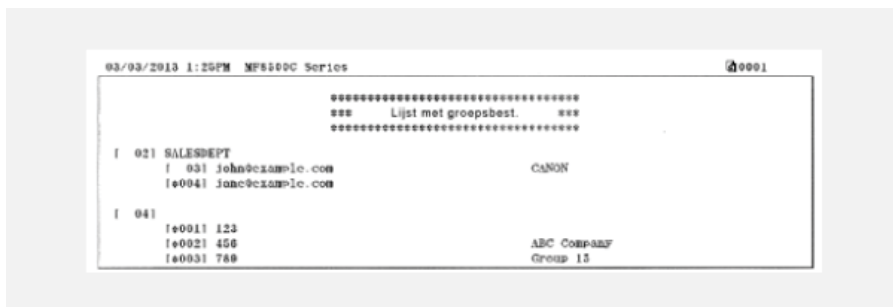 03/03/2013 1:25PM MF8500C Series 0001
**********************************
*** Lijst met groepsbest. ***
**********************************
[ 02] SALESDEPT
[ 03] john@example.com CANON
[*004] jane@example.com
[ 04]
[*001] 123
[*002] 456 ABC Company
[*003] 789 Group 13